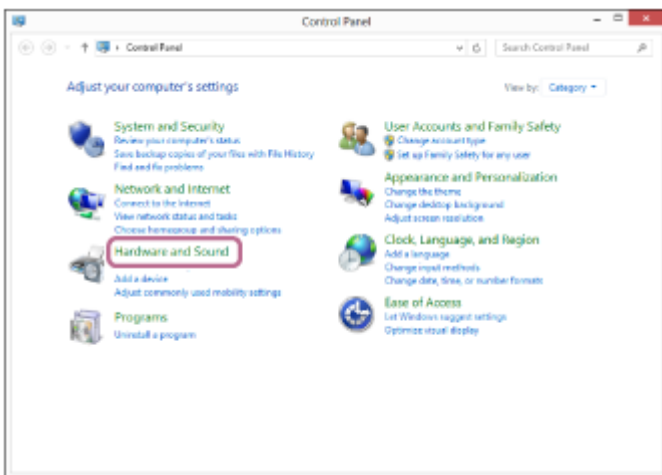 Control Panel
Control Panel
Search Control Panel
Adjust your computer's settings
View by: Category
System and Security
Review your computer's status
Save backup copies of your files with File History
Find and fix problems
Network and Internet
Connect to the Internet
View network status and tasks
Choose homegroup and sharing options
Hardware and Sound
Add a device
Adjust commonly used mobility settings
Programs
Uninstall a program
User Accounts and Family Safety
Change account type
Set up Family Safety for any user
Appearance and Personalization
Change the theme
Change desktop background
Adjust screen resolution
Clock, Language, and Region
Add a language
Change input methods
Change date, time, or number formats
Ease of Access
Let Windows suggest settings
Optimize visual display